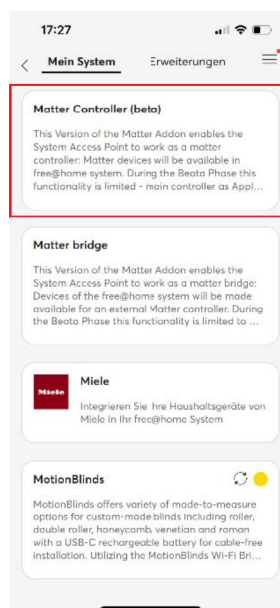 17:27
Mein System Erweiterungen
Matter Controller (beta)
This Version of the Matter Addon enables the
System Access Point to work as a matter
controller: Matter devices will be available in
free@home system. During the Beata Phase this
functionality is limited - main controller as Appl...
Matter bridge
This Version of the Matter Addon enables the
System Access Point to work as a matter bridge:
Devices of the free@home system will be made
available for an external Matter controller. During
the Beata Phase this functionality is limited to ...
Miele
Miele
Integrieren Sie Ihre Haushaltsgeräte von
Miele in Ihr free@home System
MotionBlinds
MotionBlinds offers variety of made-to-measure
options for custom-made blinds including roller,
double roller, honeycomb, venetian and roman
with a USB-C rechargeable battery for cable-free
installation. Utilizing the MotionBlinds Wi-Fi Bri...